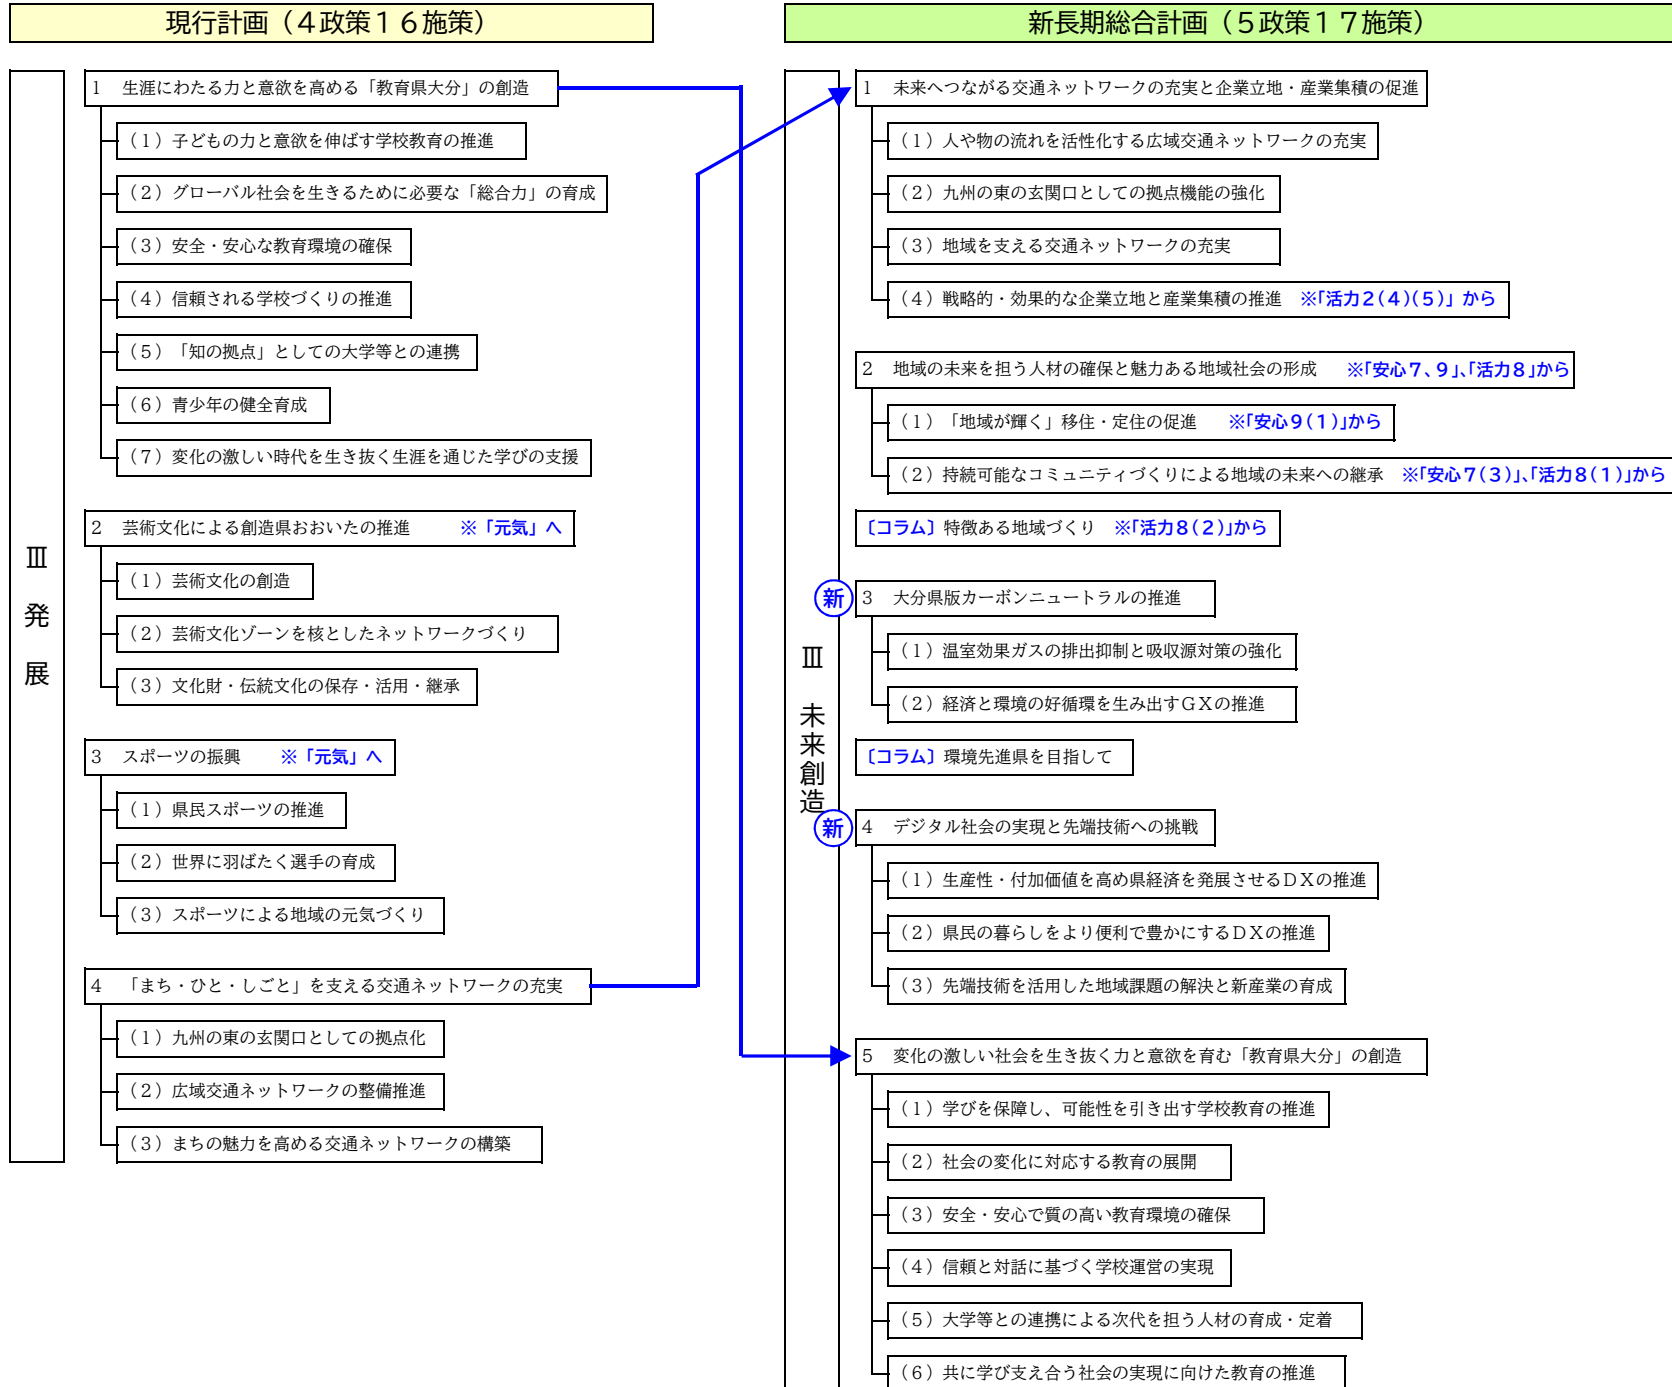 現行計画（４政策１６施策）
Ⅲ 発展
1　生涯にわたる力と意欲を高める「教育県大分」の創造
（１）子どもの力と意欲を伸ばす学校教育の推進
（２）グローバル社会を生きるために必要な「総合力」の育成
（３）安全・安心な教育環境の確保
（４）信頼される学校づくりの推進
（５）「知の拠点」としての大学等との連携
（６）青少年の健全育成
（７）変化の激しい時代を生き抜く生涯を通じた学びの支援
2　芸術文化による創造県おおいたの推進　※「元気」へ
（１）芸術文化の創造
（２）芸術文化ゾーンを核としたネットワークづくり
（３）文化財・伝統文化の保存・活用・継承
3　スポーツの振興　※「元気」へ
（１）県民スポーツの推進
（２）世界に羽ばたく選手の育成
（３）スポーツによる地域の元気づくり
4　「まち・ひと・しごと」を支える交通ネットワークの充実
（１）九州の東の玄関口としての拠点化
（２）広域交通ネットワークの整備推進
（３）まちの魅力を高める交通ネットワークの構築
新長期総合計画（５政策１７施策）
Ⅲ 未来創造
1　未来へつながる交通ネットワークの充実と企業立地・産業集積の促進
（１）人や物の流れを活性化する広域交通ネットワークの充実
（２）九州の東の玄関口としての拠点機能の強化
（３）地域を支える交通ネットワークの充実
（４）戦略的・効果的な企業立地と産業集積の推進　※「活力２（４）（５）」から
2　地域の未来を担う人材の確保と魅力ある地域社会の形成　※「安心７、９」、「活力８」から
（１）「地域が輝く」移住・定住の促進　※「安心９（１）」から
（２）持続可能なコミュニティづくりによる地域の未来への継承　※「安心７（３）」、「活力８（１）」から
〔コラム〕特徴ある地域づくり　※「活力８（２）」から
新 3　大分県版カーボンニュートラルの推進
（１）温室効果ガスの排出抑制と吸収源対策の強化
（２）経済と環境の好循環を生み出すＧＸの推進
〔コラム〕環境先進県を目指して
新 4　デジタル社会の実現と先端技術への挑戦
（１）生産性・付加価値を高め県経済を発展させるＤＸの推進
（２）県民の暮らしをより便利で豊かにするＤＸの推進
（３）先端技術を活用した地域課題の解決と新産業の育成
5　変化の激しい社会を生き抜く力と意欲を育む「教育県大分」の創造
（１）学びを保障し、可能性を引き出す学校教育の推進
（２）社会の変化に対応する教育の展開
（３）安全・安心で質の高い教育環境の確保
（４）信頼と対話に基づく学校運営の実現
（５）大学等との連携による次代を担う人材の育成・定着
（６）共に学び支え合う社会の実現に向けた教育の推進